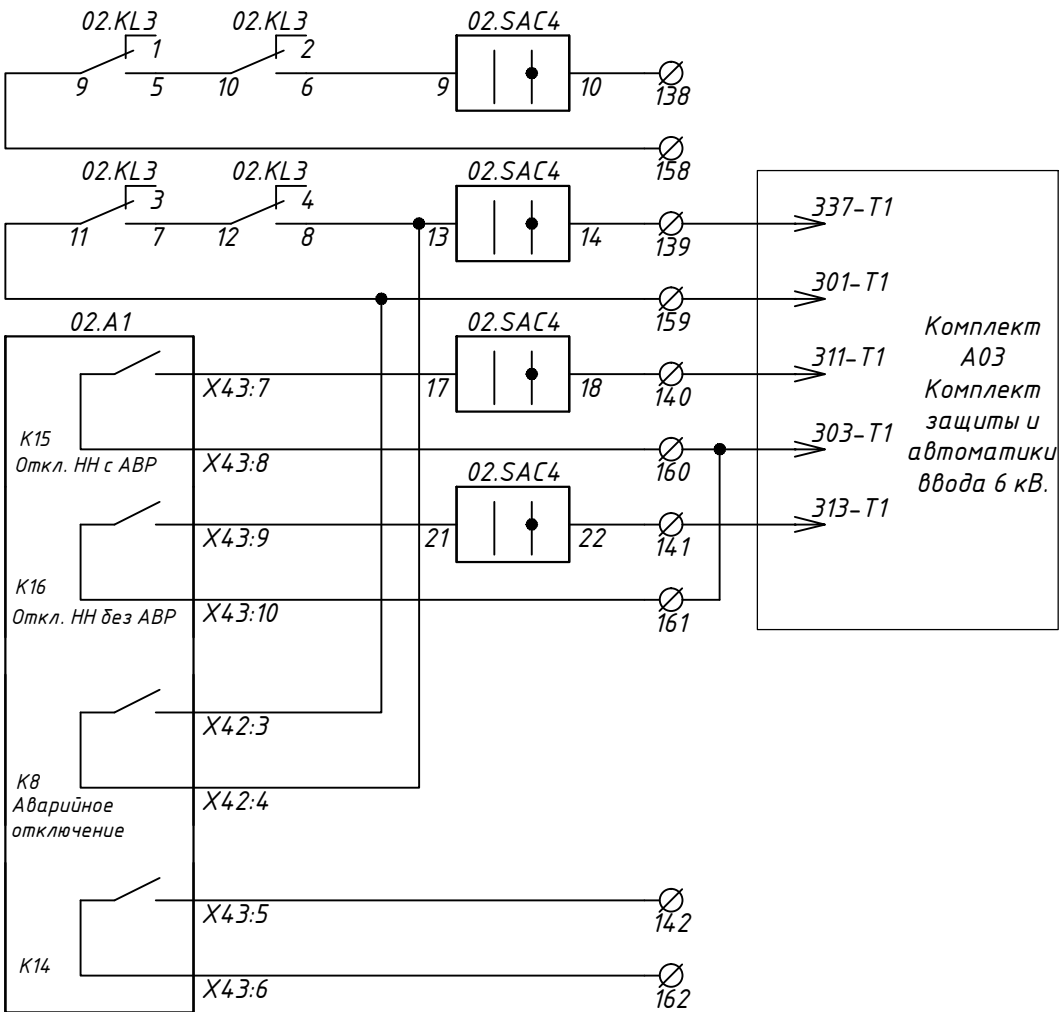 02.KL3 02.KL3 02.SAC4
1 2
9 5 10 6 9 10 138
158
02.KL3 02.KL3 02.SAC4
3 4
11 7 12 8 13 14 139 337-T1
159 301-T1
02.A1 02.SAC4
X43:7 17 18 140 311-T1
Комплект
А03
Комплект
защиты и
автоматики
ввода 6 кВ.
К15
Откл. НН с АВР X43:8 160 303-T1
02.SAC4
X43:9 21 22 141 313-T1
К16
Откл. НН без АВР X43:10 161
X42:3
К8
Аварийное
отключение
X42:4
X43:5 142
К14
X43:6 162